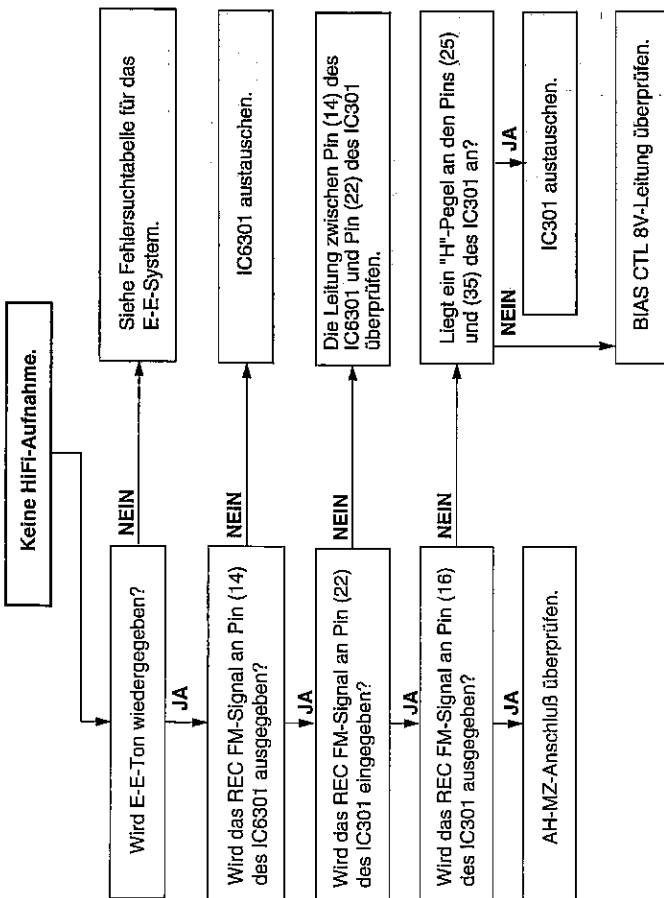 Keine HiFi-Aufnahme.
Wird E-E-Ton wiedergegeben?
NEIN
Siehe Fehlersuchtabelle für das
E-E-System.
JA
Wird das REC FM-Signal an Pin (14)
des IC6301 ausgegeben?
NEIN
IC6301 austauschen.
JA
Wird das REC FM-Signal an Pin (22)
des IC301 eingegeben?
NEIN
Die Leitung zwischen Pin (14) des
IC6301 und Pin (22) des IC301
überprüfen.
JA
Wird das REC FM-Signal an Pin (16)
des IC301 ausgegeben?
NEIN
Liegt ein "H"-Pegel an den Pins (25)
und (35) des IC301 an?
JA
AH-MZ-Anschluß überprüfen.
NEIN
JA
IC301 austauschen.
BIAS CTL 8V-Leitung überprüfen.